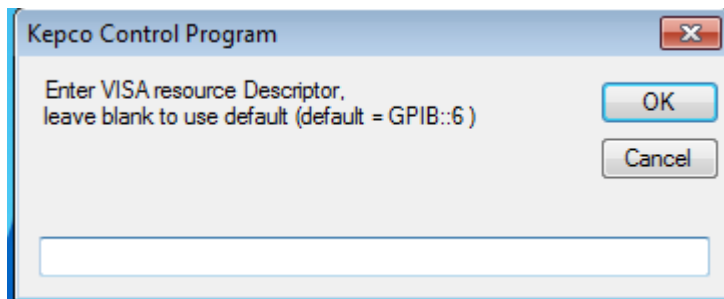 Kepco Control Program
Enter VISA resource Descriptor,
leave blank to use default (default = GPIB::6 )
OK
Cancel